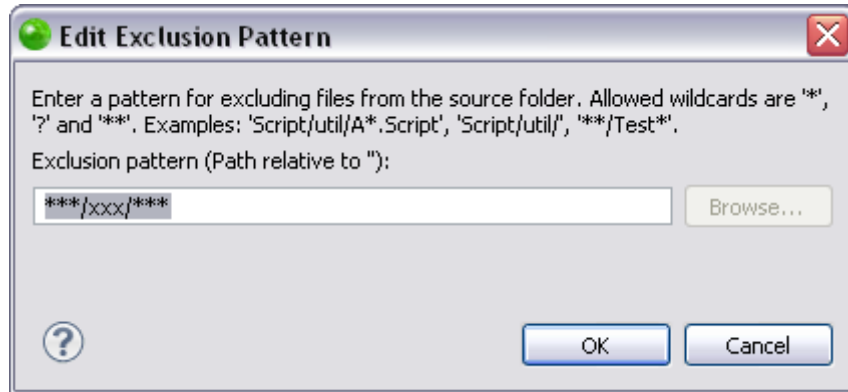 Edit Exclusion Pattern
Enter a pattern for excluding files from the source folder. Allowed wildcards are '*',
'?' and '**'. Examples: 'Script/util/A*.Script', 'Script/util/', '**/Test*'.
Exclusion pattern (Path relative to ''):
***/xxx/***
Browse...
?
OK
Cancel